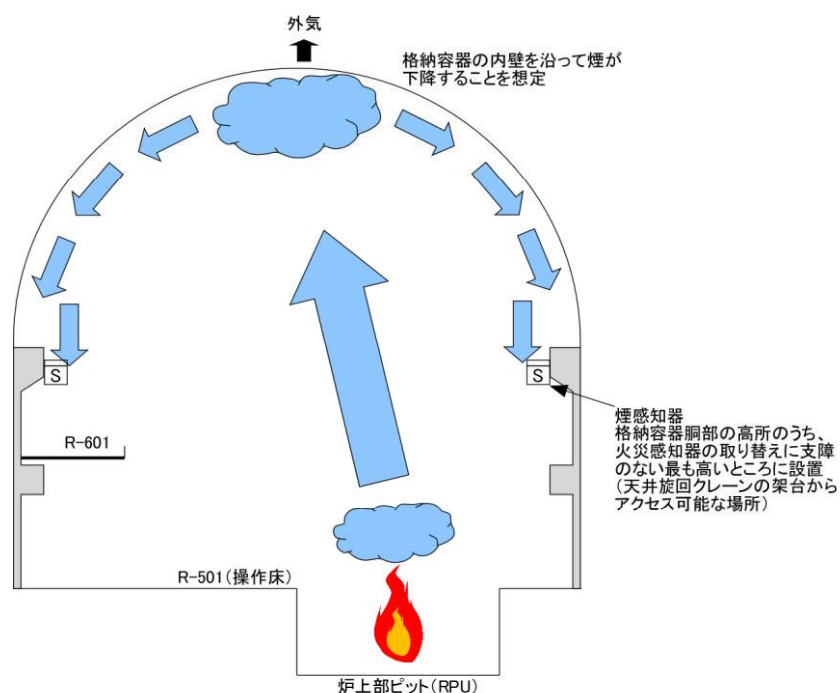 外気
格納容器の内壁を沿って煙が
下降することを想定
S
S
R-601
煙感知器
格納容器胴部の高所のうち、
火災感知器の取り替えに支障
のない最も高いところに設置
(天井旋回クレーンの架台から
アクセス可能な場所)
R-501(操作床)
炉上部ピット(RPU)